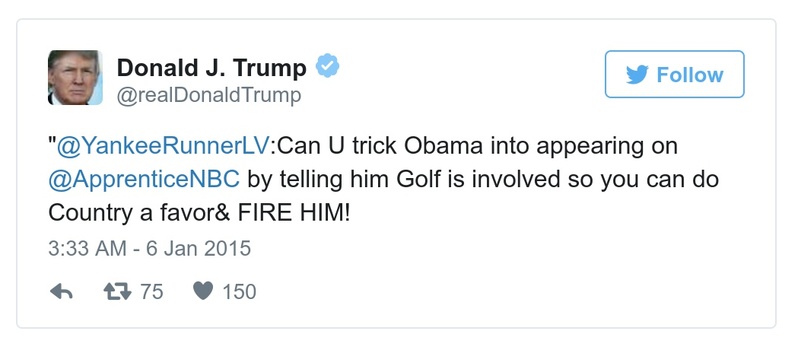 Donald J. Trump
@realDonaldTrump
Follow
"@YankeeRunnerLV:Can U trick Obama into appearing on
@ApprenticeNBC by telling him Golf is involved so you can do
Country a favor& FIRE HIM!
3:33 AM - 6 Jan 2015
75 150